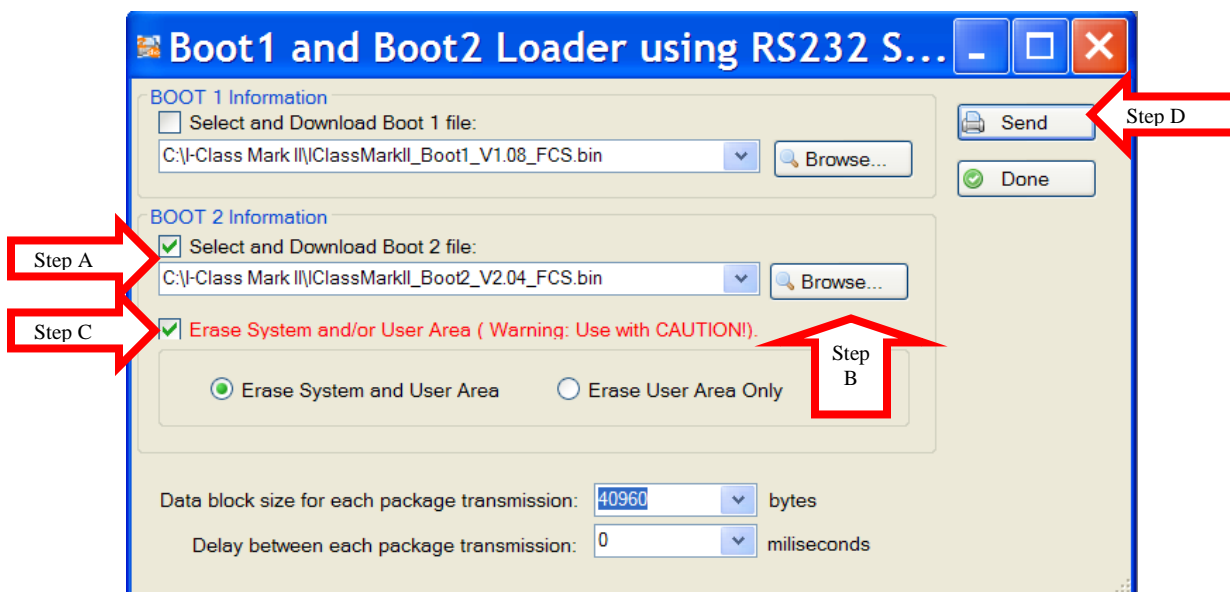 Boot1 and Boot2 Loader using RS232 S...
BOOT 1 Information
Select and Download Boot 1 file:
C:\I-Class Mark II\IClassMarkII_Boot1_V1.08_FCS.bin
Browse...
Send
Step D
Done
BOOT 2 Information
Step A
Select and Download Boot 2 file:
C:\I-Class Mark II\IClassMarkII_Boot2_V2.04_FCS.bin
Browse...
Step C
Erase System and/or User Area ( Warning: Use with CAUTION!).
Step
B
Erase System and User Area
Erase User Area Only
Data block size for each package transmission:
40960
bytes
Delay between each package transmission:
0
miliseconds